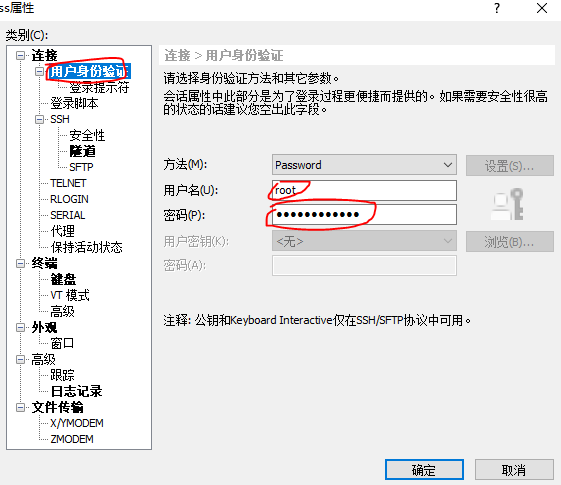 ss属性
类别(C):
连接
用户身份验证
登录提示符
登录脚本
SSH
安全性
隧道
SFTP
TELNET
RLOGIN
SERIAL
代理
保持活动状态
终端
键盘
VT 模式
高级
外观
窗口
高级
跟踪
日志记录
文件传输
X/YMODEM
ZMODEM
连接 > 用户身份验证
请选择身份验证方法和其它参数。
会话属性中此部分是为了登录过程更便捷而提供的。如果需要安全性很高
的状态的话建议您空出此字段。
方法(M): Password 设置(S)...
用户名(U): root
密码(P): ●●●●●●●●●●●●
用户密钥(K): <无> 浏览(B)...
密码(A):
注释: 公钥和Keyboard Interactive仅在SSH/SFTP协议中可用。
确定 取消